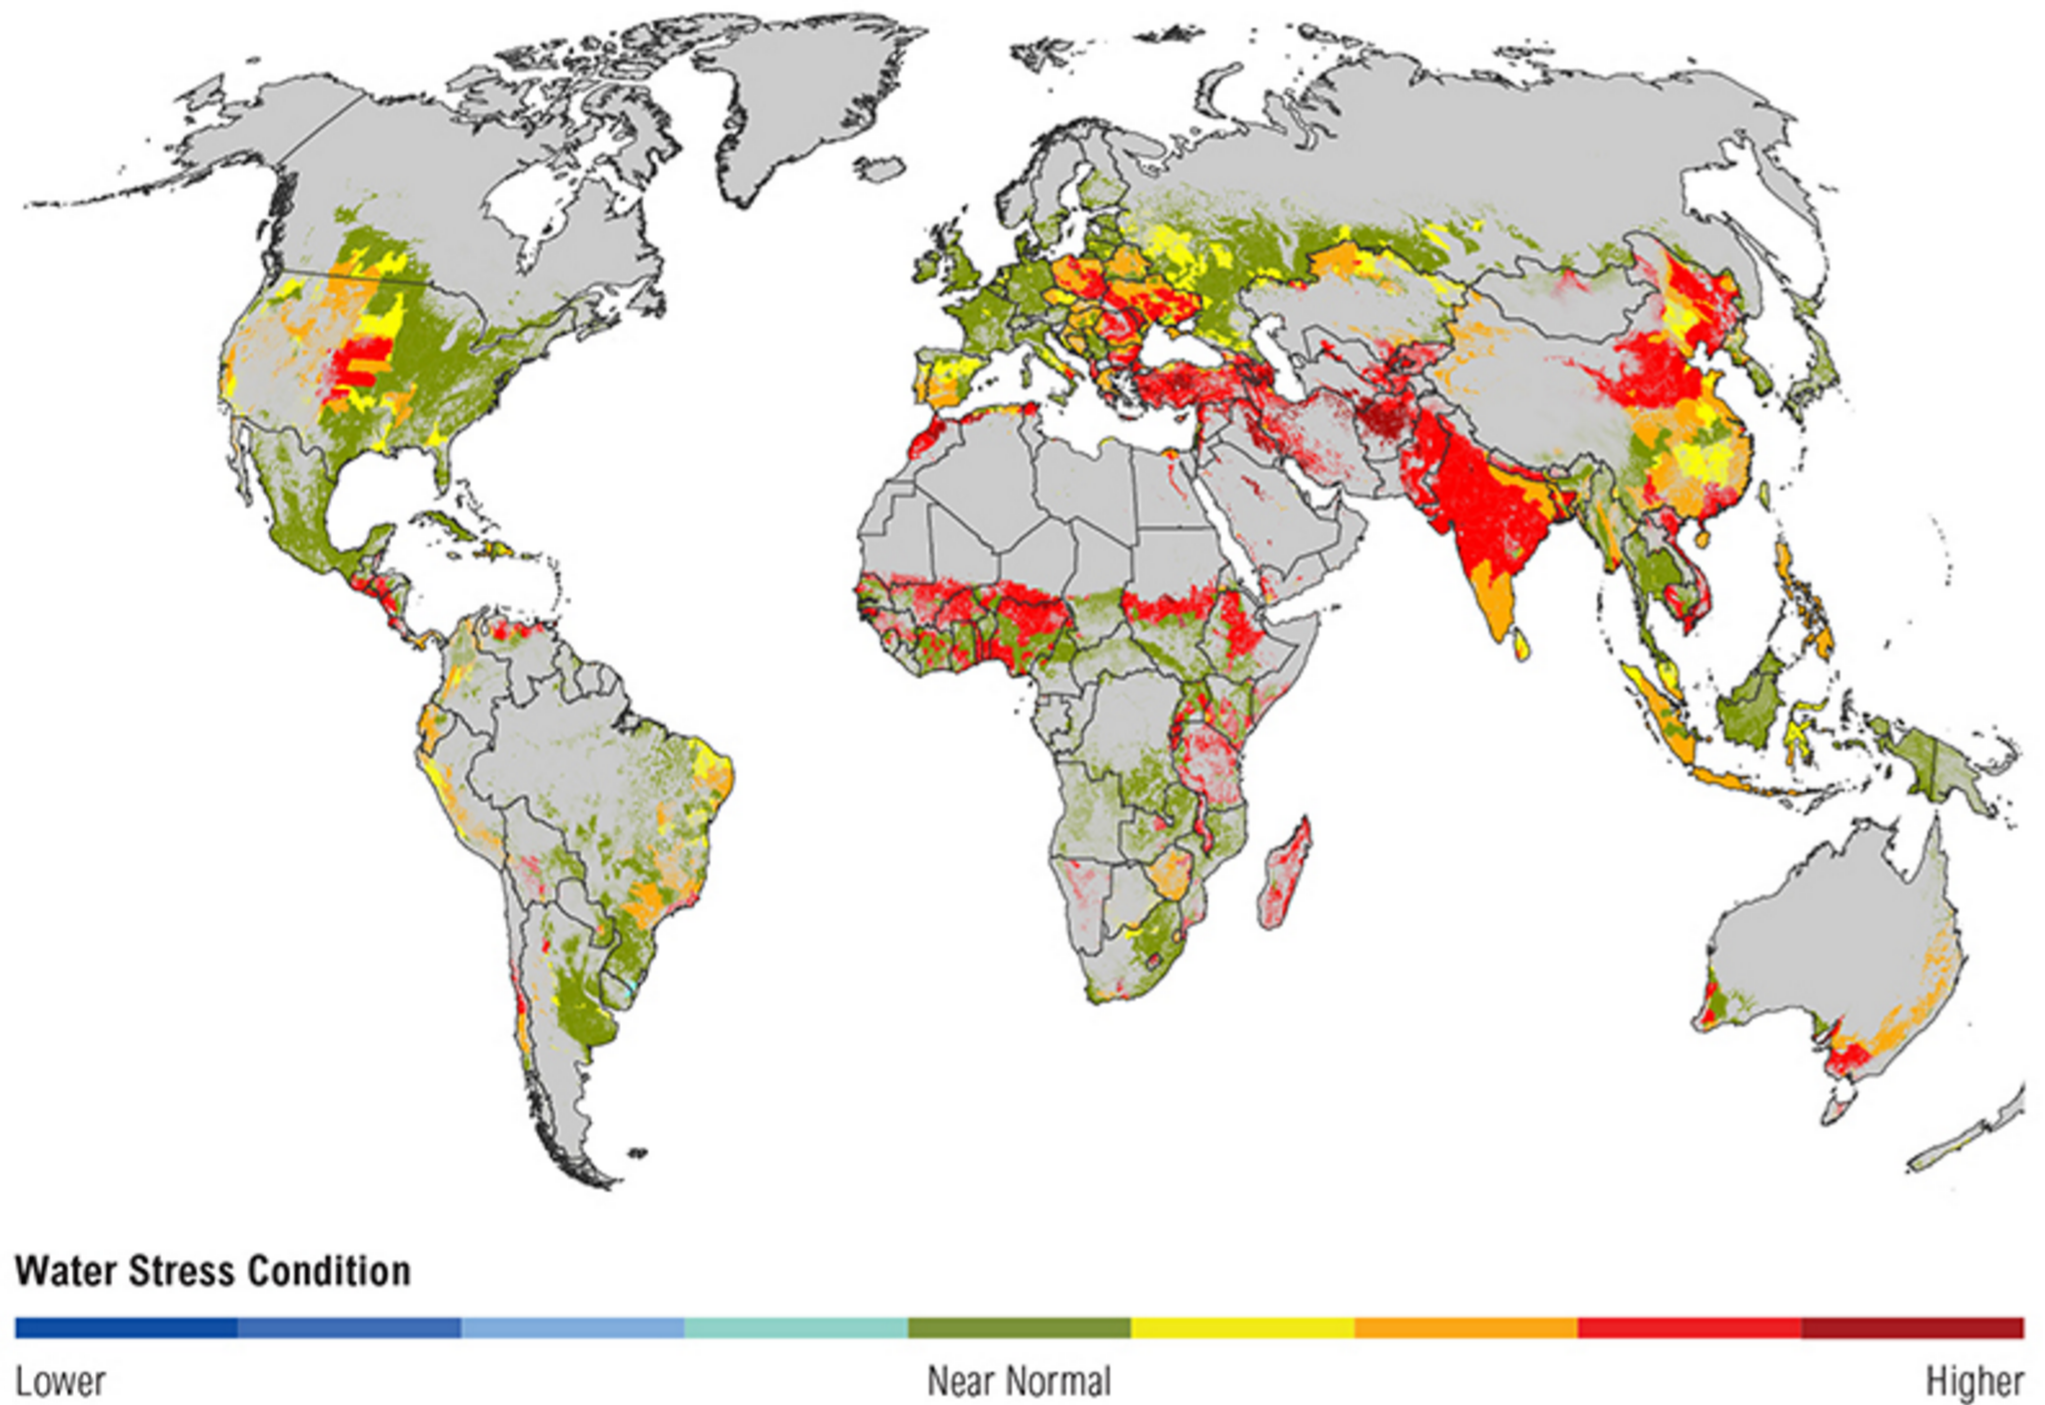 Water Stress Condition
Lower
Near Normal
Higher